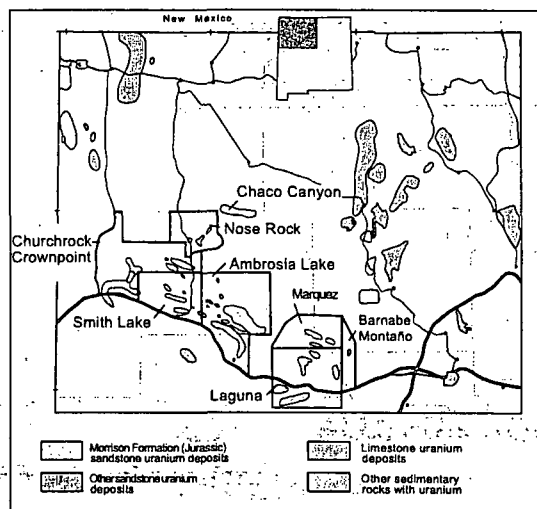 New Mexico
Chaco Canyon
Nose Rock
Churchrock
Crownpoint
Ambrosia Lake
Marquez
Smith Lake
Barnabe
Montaño
Laguna
Morrison Formation (Jurassic)
sandstone uranium deposits
Limestone uranium
deposits
Other sandstone uranium
deposits
Other sedimentary
rocks with uranium